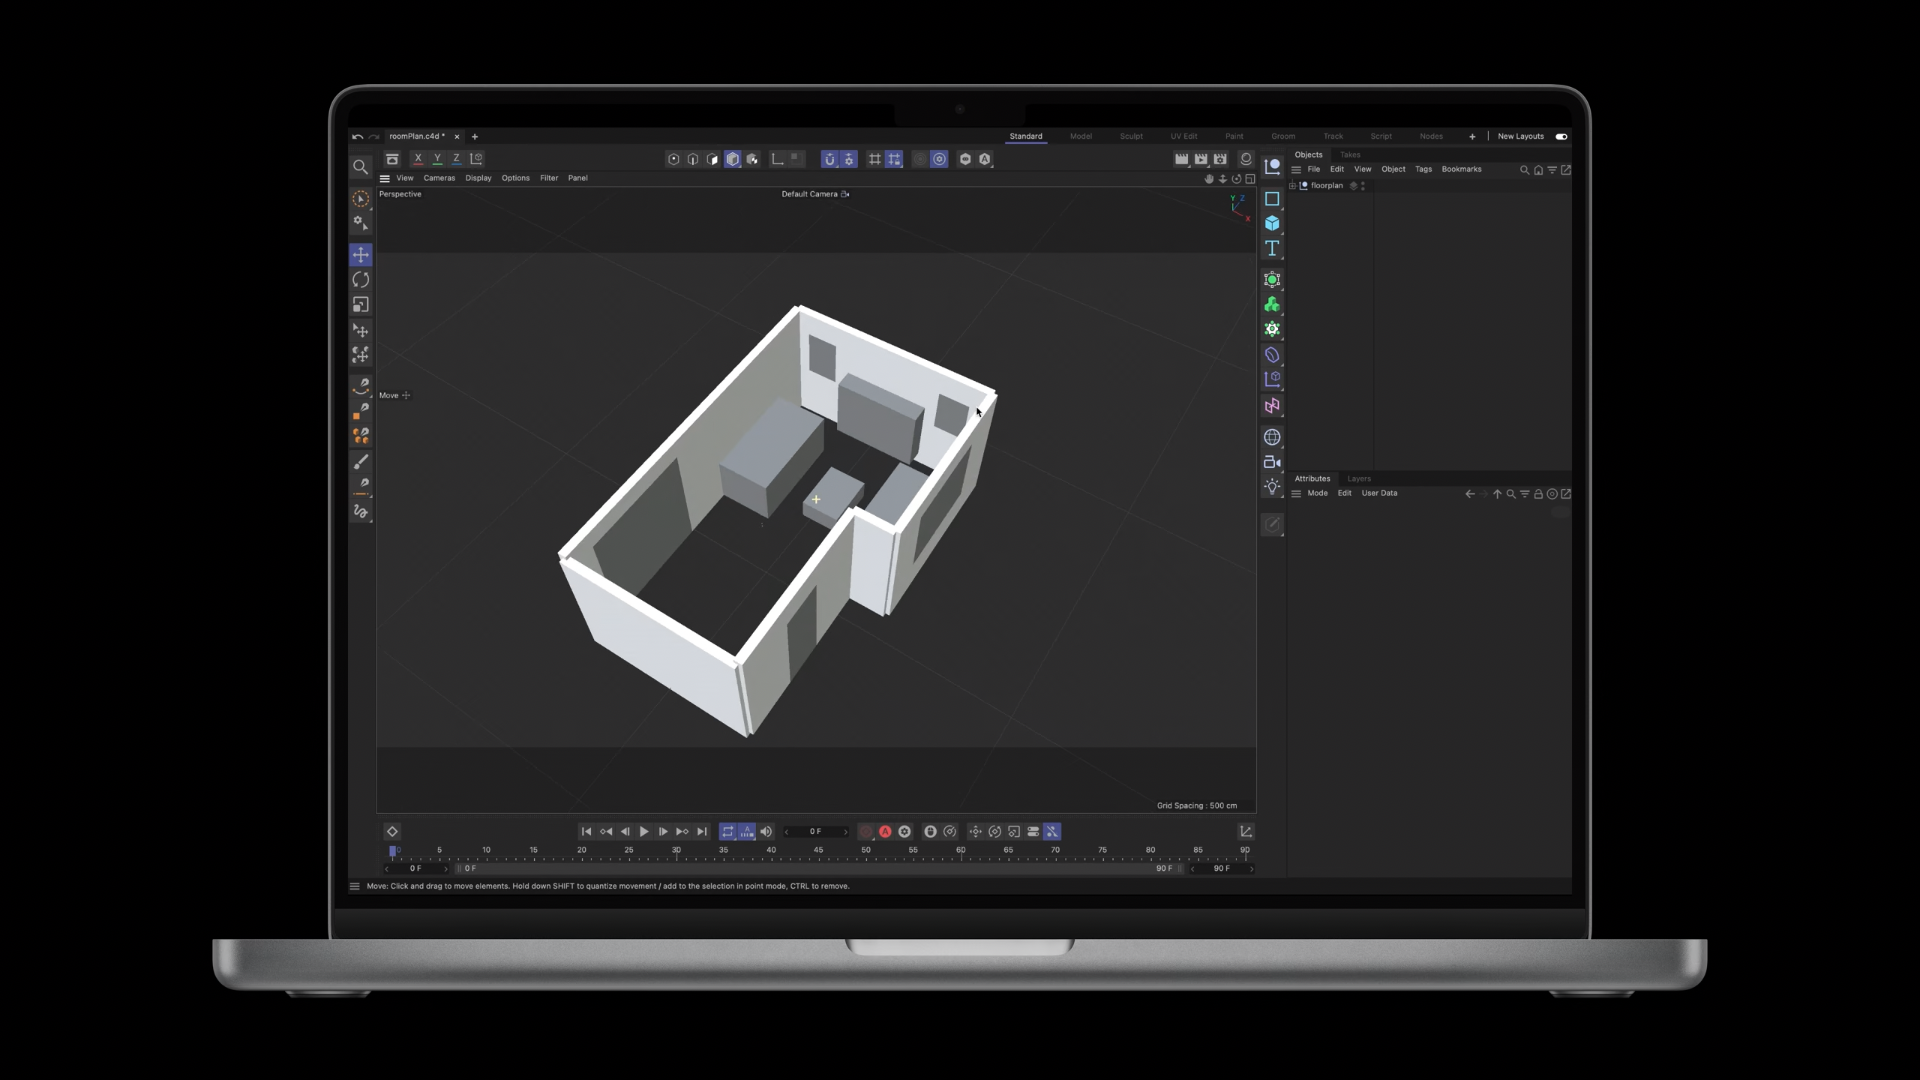 roomPlan.c4d *
Standard Model Sculpt UV Edit Paint Groom Track Script Nodes New Layouts
X Y Z
View Cameras Display Options Filter Panel
Perspective
Default Camera
Y Z
X
Move
Grid Spacing : 500 cm
Objects Takes
File Edit View Object Tags Bookmarks
floorplan
Attributes Layers
Mode Edit User Data
0 F
0 5 10 15 20 25 30 35 40 45 50 55 60 65 70 75 80 85 90
0 F 0 F 90 F 90 F
Move: Click and drag to move elements. Hold down SHIFT to quantize movement / add to the selection in point mode, CTRL to remove.